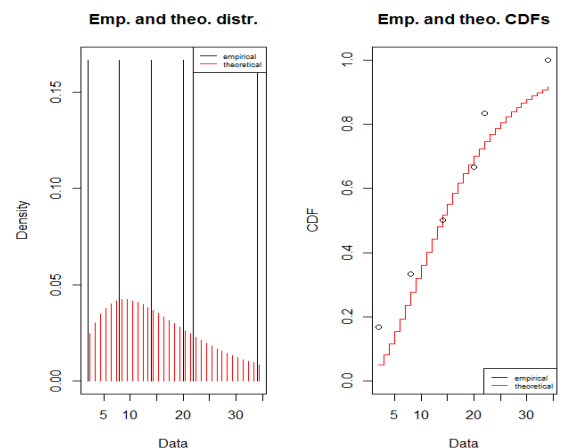 Emp. and theo. distr.
empirical
theoretical
Density
0.00
0.05
0.10
0.15
5
10
20
30
Data
Emp. and theo. CDFs
CDF
0.0
0.2
0.4
0.6
0.8
1.0
empirical
theoretical
5
10
20
30
Data